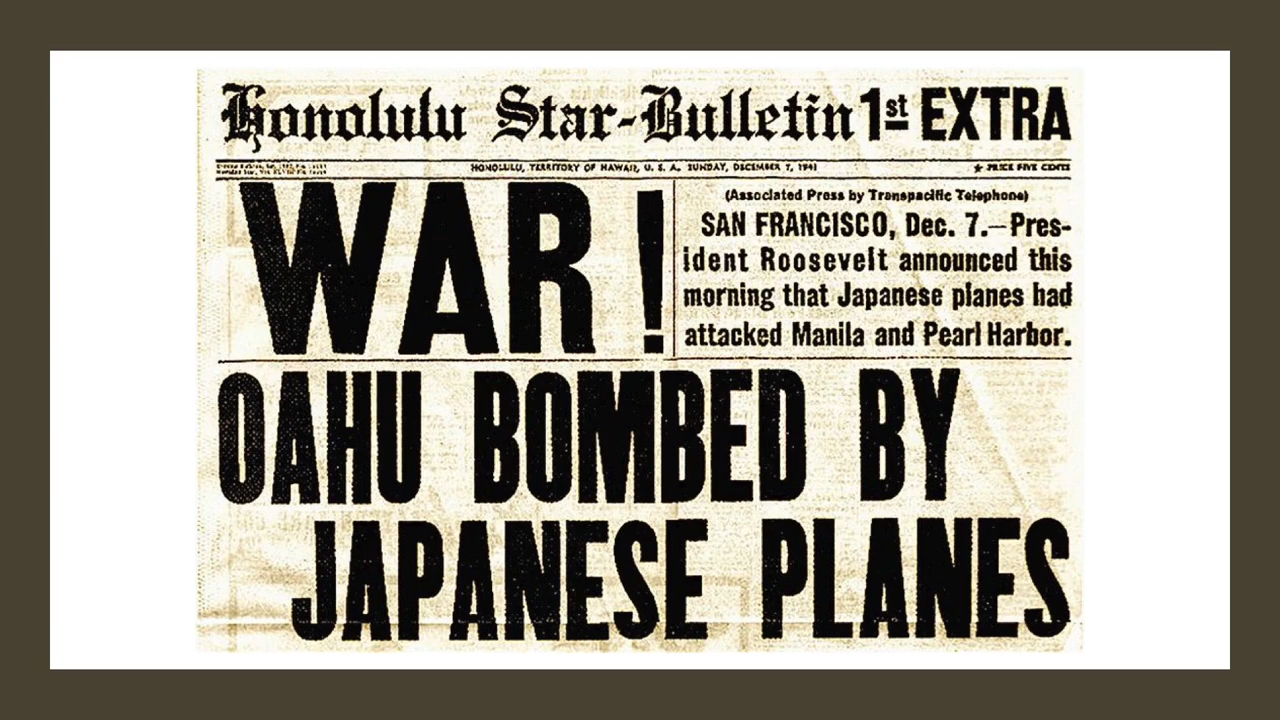 Honolulu Star-Bulletin 1st EXTRA
HONOLULU, TERRITORY OF HAWAII, U. S. A., SUNDAY, DECEMBER 7, 1941
★ PRICE FIVE CENTS
WAR!
(Associated Press by Transpacific Telephone)
SAN FRANCISCO, Dec. 7.—Pres-
ident Roosevelt announced this
morning that Japanese planes had
attacked Manila and Pearl Harbor.
OAHU BOMBED BY
JAPANESE PLANES